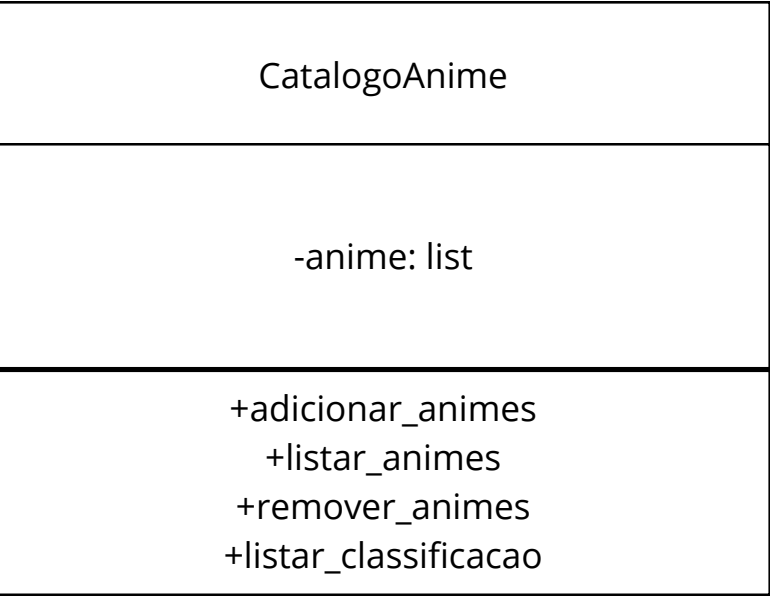 CatalogoAnime
-anime: list
+adicionar_animes
+listar_animes
+remover_animes
+listar_classificacao